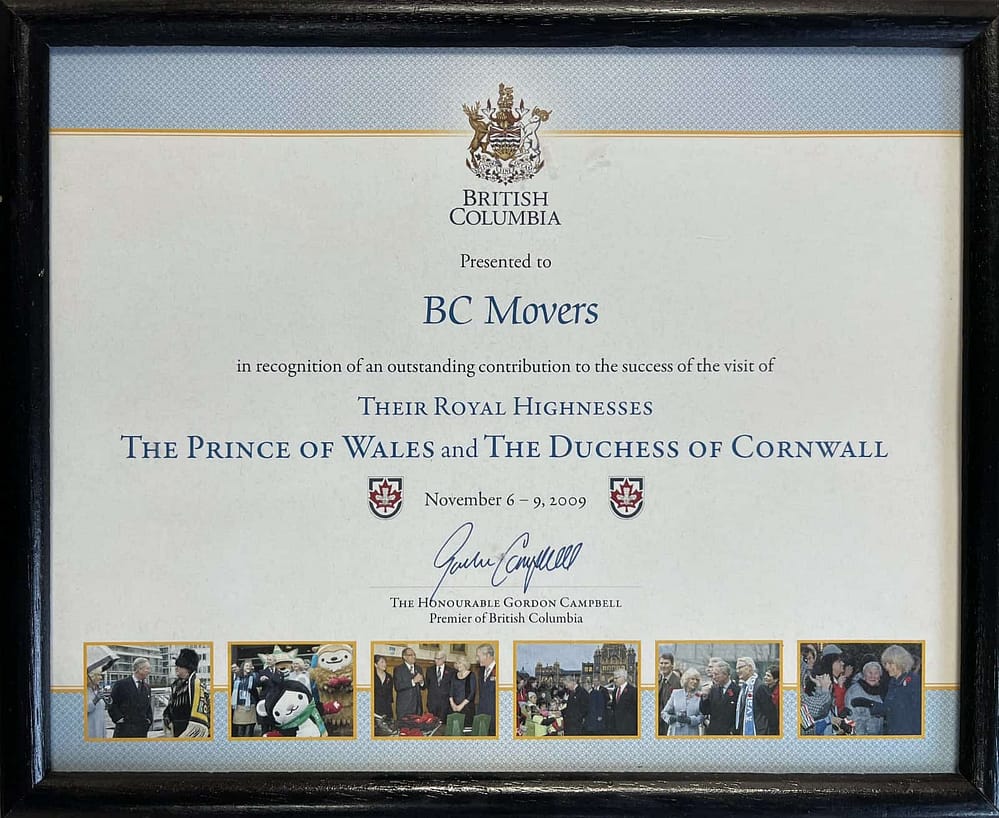 BRITISH
COLUMBIA
Presented to
BC Movers
in recognition of an outstanding contribution to the success of the visit of
THEIR ROYAL HIGHNESSES
THE PRINCE OF WALES and THE DUCHESS OF CORNWALL
November 6 – 9, 2009
Gordon Campbell
THE HONOURABLE GORDON CAMPBELL
Premier of British Columbia